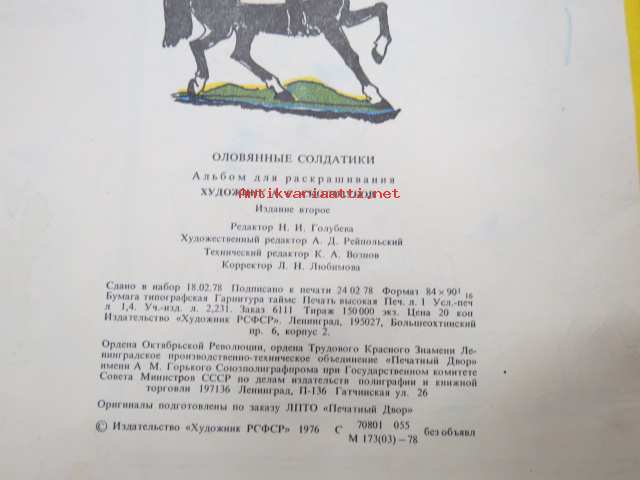 ОЛОВЯННЫЕ СОЛДАТИКИ
Альбом для раскрашивания
ХУДОЖНИК
Antikvariaat.net
Издание второе
Редактор Н. И. Голубева
Художественный редактор А. Д. Рейпольский
Технический редактор К. А. Вознов
Корректор Л. Н. Любимова
Сдано в набор 18.02.78 Подписано к печати 24 02 78 Формат 84×90¹ 16
Бумага типографская Гарнитура таймс Печать высокая Печ. л. 1 Усл.-печ
л 1,4. Уч.-изд. л. 2,231. Заказ 6111 Тираж 150 000 экз. Цена 20 коп
Издательство «Художник РСФСР». Ленинград, 195027, Большеохтинский
пр. 6, корпус 2.
Ордена Октябрьской Революции, ордена Трудового Красного Знамени Ле-
нинградское производственно-техническое объединение «Печатный Двор»
имени А М. Горького Союзполиграфпрома при Государственном комитете
Совета Министров СССР по делам издательств полиграфии и книжной
торговли 197136 Ленинград, П-136 Гатчинская ул. 26
Оригиналы подготовлены по заказу ЛПТО «Печатный Двор»
© Издательство «Художник РСФСР» 1976 С 70801 055 без объявл
М 173(03)—78